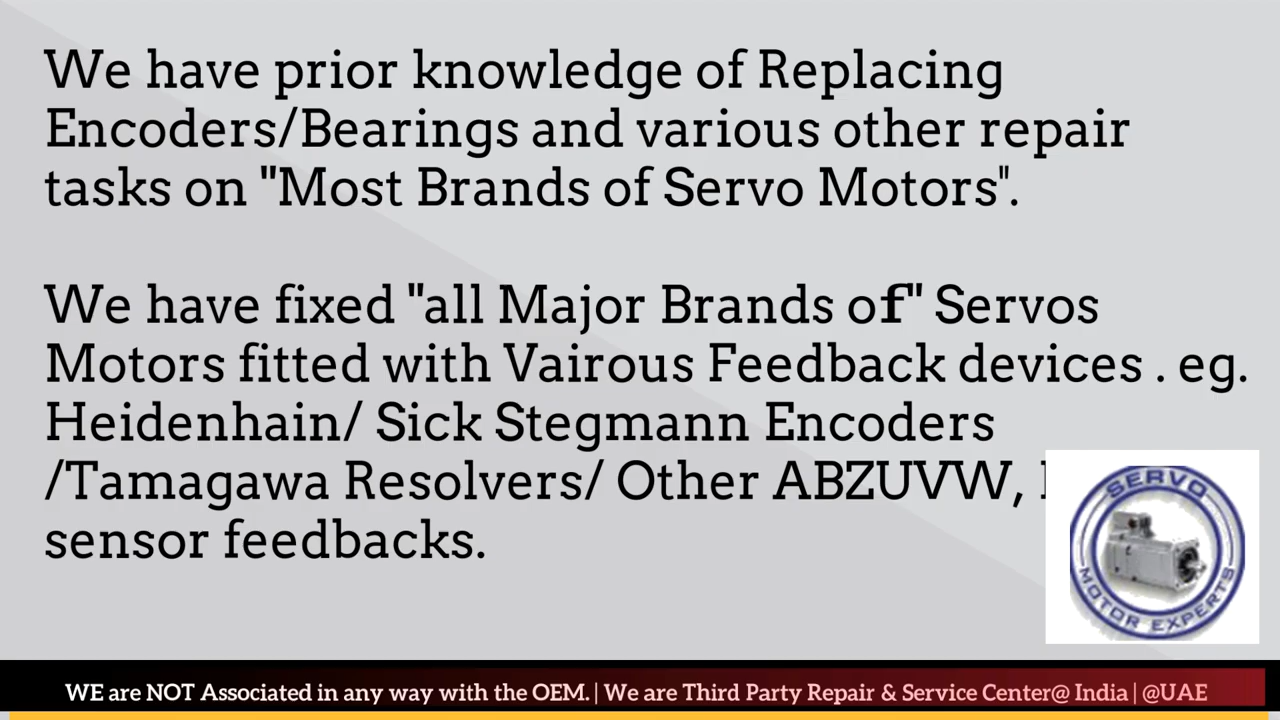 We have prior knowledge of Replacing
Encoders/Bearings and various other repair
tasks on "Most Brands of Servo Motors".
We have fixed "all Major Brands of" Servos
Motors fitted with Vairous Feedback devices . eg.
Heidenhain/ Sick Stegmann Encoders
/Tamagawa Resolvers/ Other ABZUVW,
sensor feedbacks.
SERVO
MOTOR EXPERTS
WE are NOT Associated in any way with the OEM. | We are Third Party Repair & Service Center@ India | @UAE